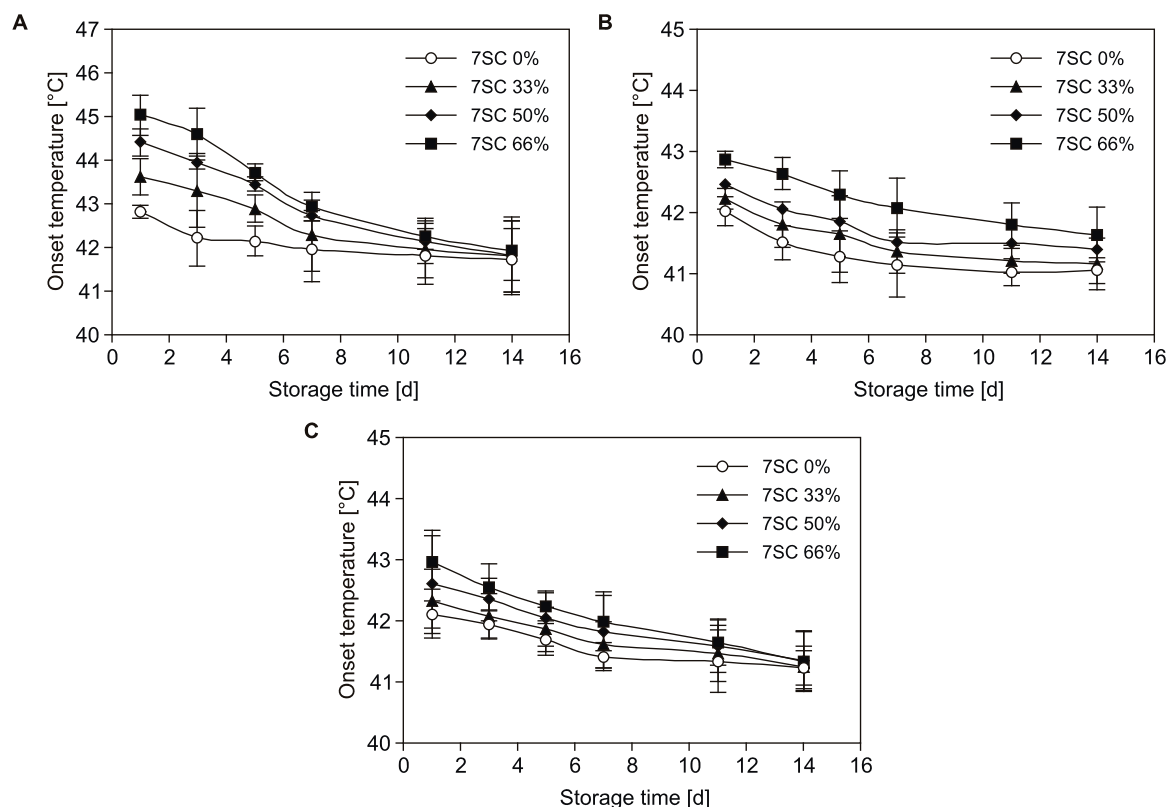 A
Onset temperature [°C]
47
46
45
44
43
42
41
40
0 2 4 6 8 10 12 14 16
Storage time [d]
7SC 0%
7SC 33%
7SC 50%
7SC 66%
B
Onset temperature [°C]
45
44
43
42
41
40
0 2 4 6 8 10 12 14 16
Storage time [d]
7SC 0%
7SC 33%
7SC 50%
7SC 66%
C
Onset temperature [°C]
45
44
43
42
41
40
0 2 4 6 8 10 12 14 16
Storage time [d]
7SC 0%
7SC 33%
7SC 50%
7SC 66%